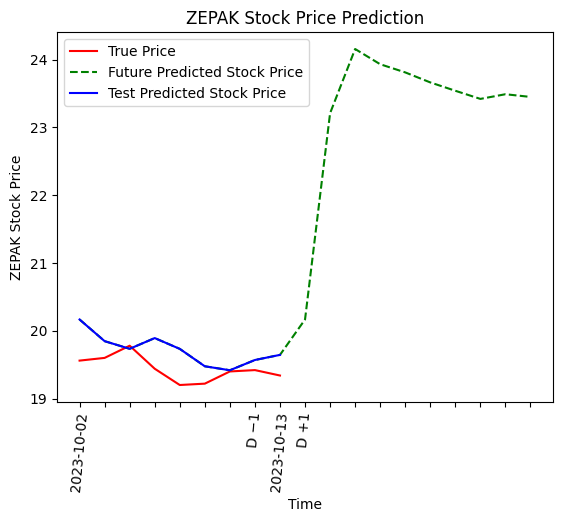 ZEPAK Stock Price Prediction
True Price
Future Predicted Stock Price
Test Predicted Stock Price
ZEPAK Stock Price
24
23
22
21
20
19
2023-10-02
D −1
2023-10-13
D +1
Time